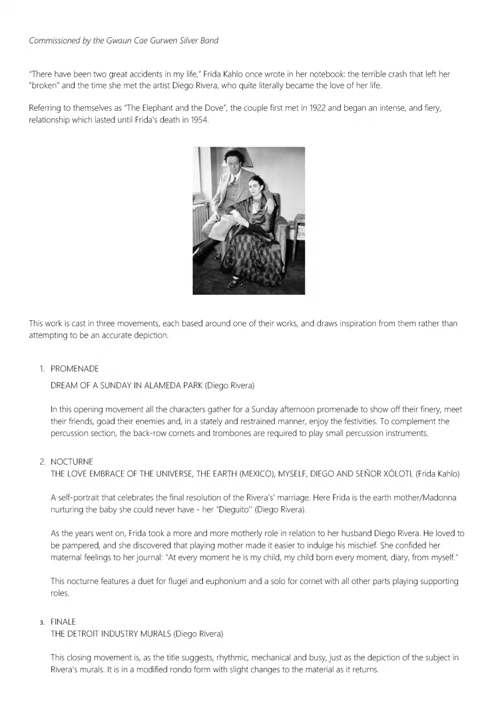 Commissioned by the Gwaun Cae Gurwen Silver Band
"There have been two great accidents in my life," Frida Kahlo once wrote in her notebook: the terrible crash that left her
"broken" and the time she met the artist Diego Rivera, who quite literally became the love of her life.
Referring to themselves as "The Elephant and the Dove", the couple first met in 1922 and began an intense, and fiery,
relationship which lasted until Frida's death in 1954.
This work is cast in three movements, each based around one of their works, and draws inspiration from them rather than
attempting to be an accurate depiction.
1. PROMENADE
DREAM OF A SUNDAY IN ALAMEDA PARK (Diego Rivera)
In this opening movement all the characters gather for a Sunday afternoon promenade to show off their finery, meet
their friends, goad their enemies and, in a stately and restrained manner, enjoy the festivities. To complement the
percussion section, the back-row cornets and trombones are required to play small percussion instruments.
2. NOCTURNE
THE LOVE EMBRACE OF THE UNIVERSE, THE EARTH (MEXICO), MYSELF, DIEGO AND SEÑOR XÓLOTL (Frida Kahlo)
A self-portrait that celebrates the final resolution of the Rivera's' marriage. Here Frida is the earth mother/Madonna
nurturing the baby she could never have - her "Dieguito" (Diego Rivera).
As the years went on, Frida took a more and more motherly role in relation to her husband Diego Rivera. He loved to
be pampered, and she discovered that playing mother made it easier to indulge his mischief. She confided her
maternal feelings to her journal: "At every moment he is my child, my child born every moment, diary, from myself."
This nocturne features a duet for flugel and euphonium and a solo for cornet with all other parts playing supporting
roles.
3. FINALE
THE DETROIT INDUSTRY MURALS (Diego Rivera)
This closing movement is, as the title suggests, rhythmic, mechanical and busy, just as the depiction of the subject in
Rivera's murals. It is in a modified rondo form with slight changes to the material as it returns.